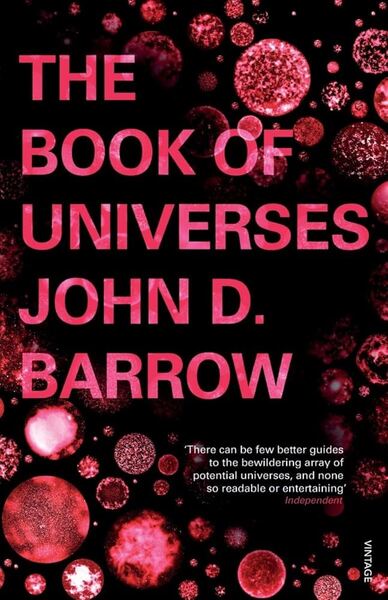 THE
BOOK OF
UNIVERSES
JOHN D.
BARROW
‘There can be few better guides
to the bewildering array of
potential universes, and none
so readable or entertaining’
Independent
VINTAGE